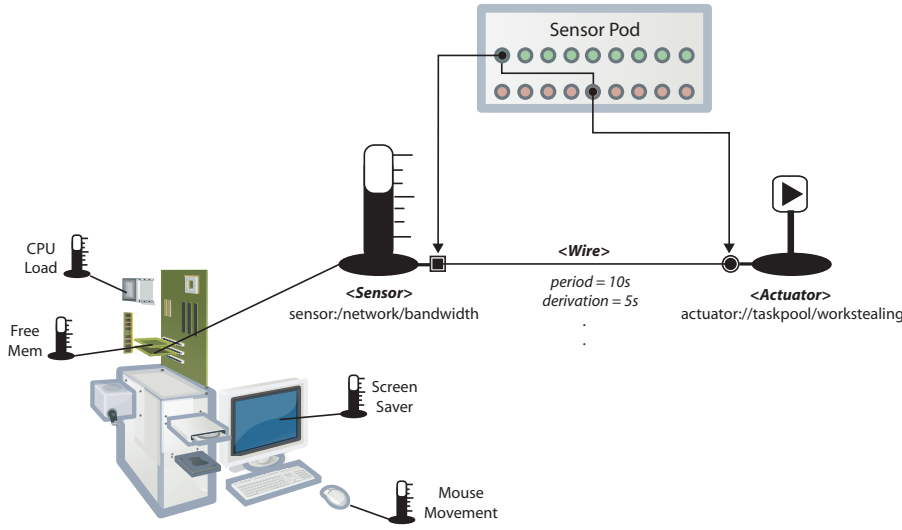 Sensor Pod
CPU
Load
Free
Mem
<Sensor>
sensor:/network/bandwidth
<Wire>
period = 10s
derivation = 5s
.
.
<Actuator>
actuator://taskpool/workstealing
Screen
Saver
Mouse
Movement